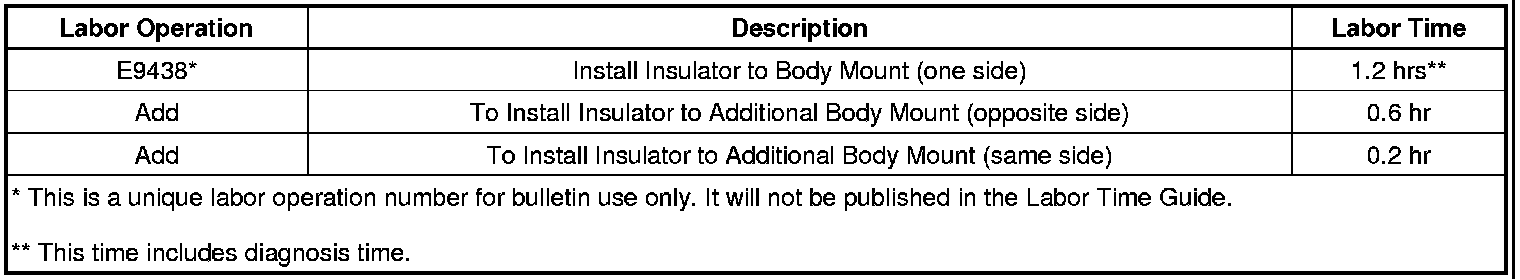 Labor Operation Description Labor Time
E9438* Install Insulator to Body Mount (one side) 1.2 hrs**
Add To Install Insulator to Additional Body Mount (opposite side) 0.6 hr
Add To Install Insulator to Additional Body Mount (same side) 0.2 hr
* This is a unique labor operation number for bulletin use only. It will not be published in the Labor Time Guide.
** This time includes diagnosis time.